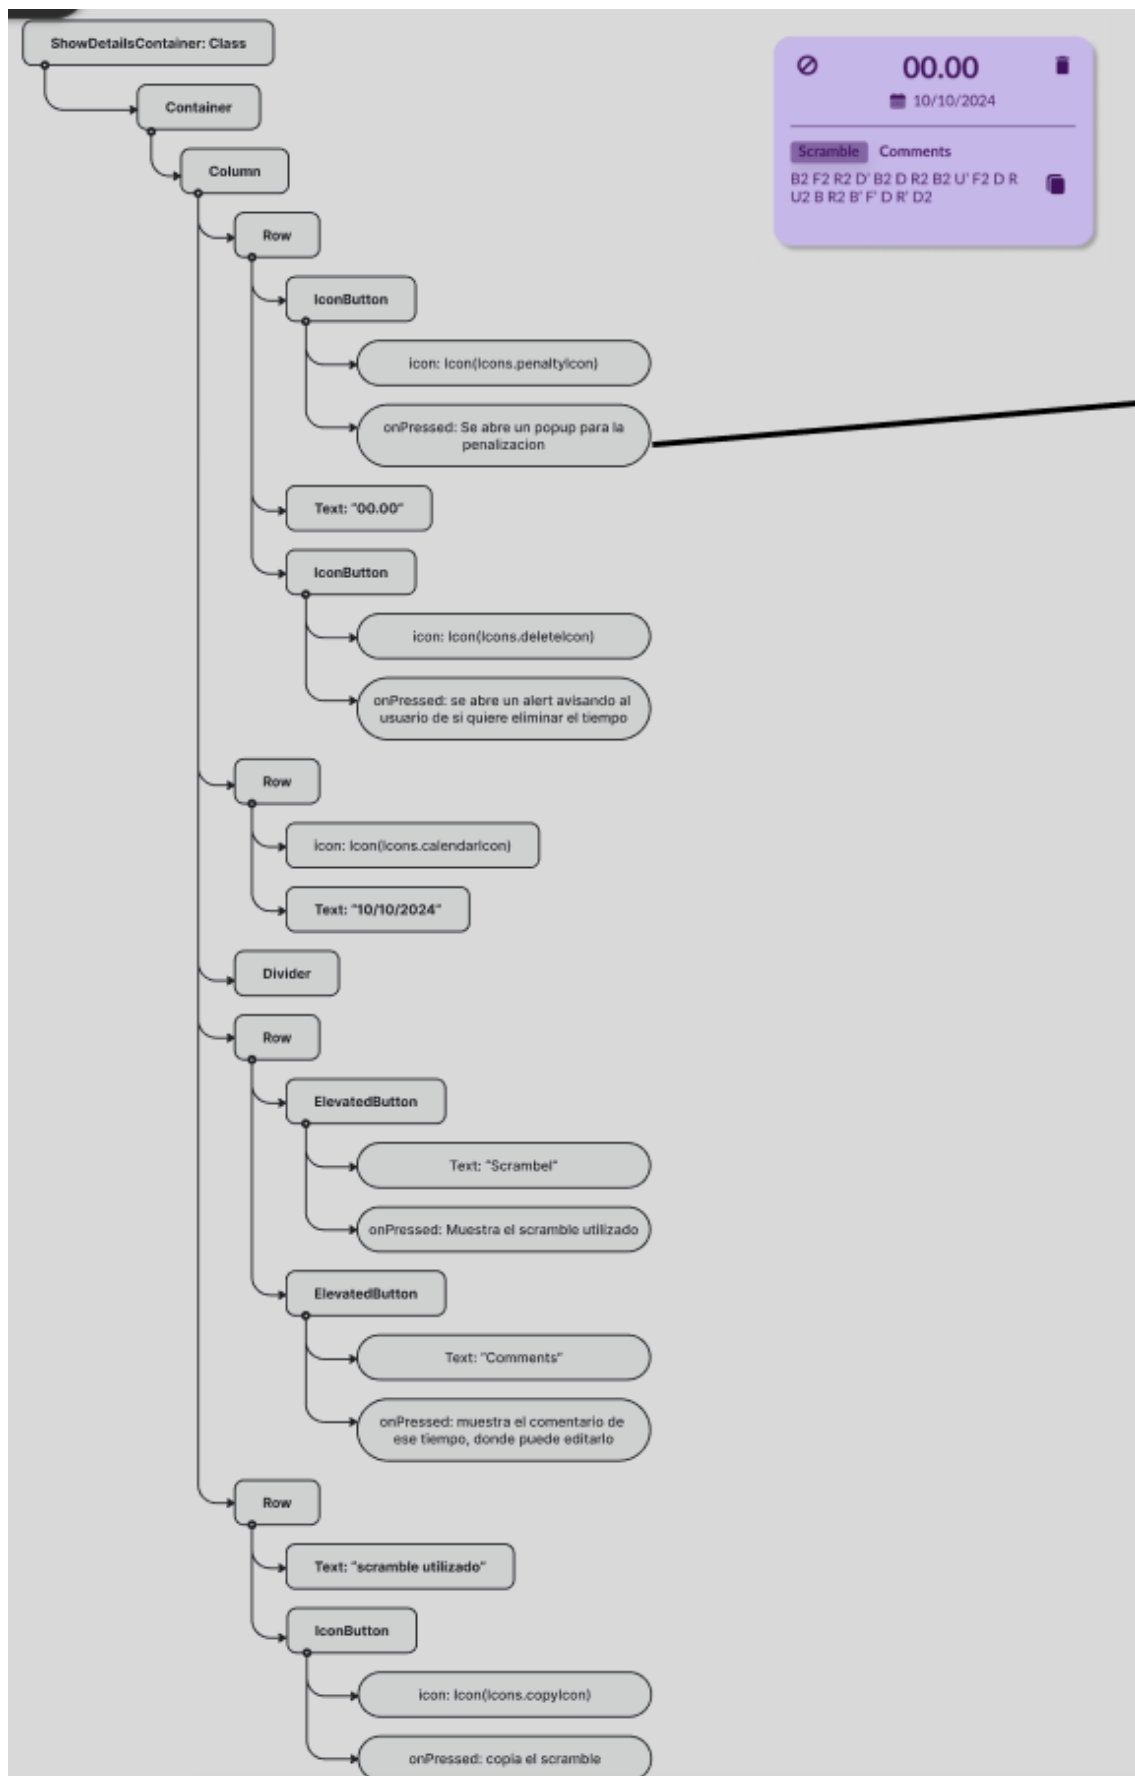 ShowDetailsContainer: Class
Container
Column
Row
IconButton
icon: Icon(Icons.penaltyIcon)
onPressed: Se abre un popup para la
penalizacion
Text: "00.00"
IconButton
icon: Icon(Icons.deleteIcon)
onPressed: se abre un alert avisando al
usuario de si quiere eliminar el tiempo
Row
icon: Icon(Icons.calendarIcon)
Text: "10/10/2024"
Divider
Row
ElevatedButton
Text: "Scrambel"
onPressed: Muestra el scramble utilizado
ElevatedButton
Text: "Comments"
onPressed: muestra el comentario de
ese tiempo, donde puede editarlo
Row
Text: "scramble utilizado"
IconButton
icon: Icon(Icons.copyIcon)
onPressed: copia el scramble
00.00
10/10/2024
Scramble Comments
B2 F2 R2 D' B2 D R2 B2 U' F2 D R
U2 B R2 B' F' D R' D2